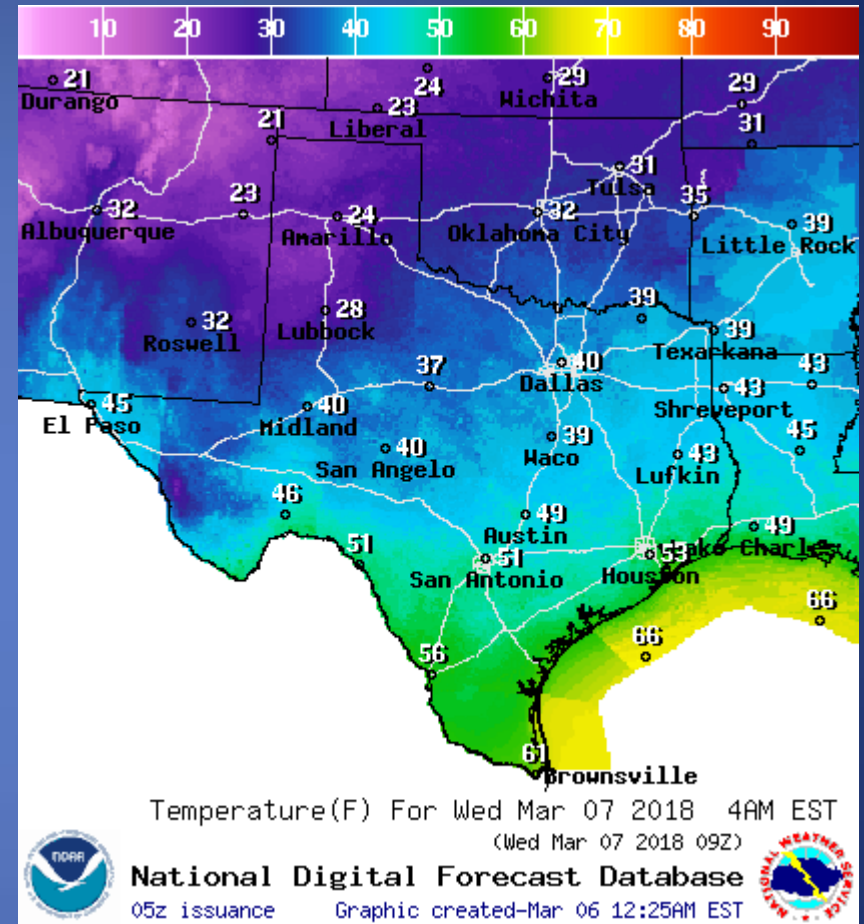 10 20 30 40 50 60 70 80 90
21
Durango
24
23
Liberal
29
Wichita
29
21
31
31
Tulsa
32
Albuquerque
23
24
Amarillo
32
Oklahoma City
35
39
Little Rock
32
Roswell
28
Lubbock
39
39
Texarkana
40
Dallas
37
43
43
Shreveport
45
El Paso
40
Midland
40
San Angelo
39
Waco
43
Lufkin
45
46
49
Austin
49
Lake Charles
51
51
San Antonio
53
Houston
66
66
56
61
Brownsville
Temperature(F) For Wed Mar 07 2018 4AM EST
(Wed Mar 07 2018 09Z)
NOAA
NATIONAL WEATHER
National Digital Forecast Database
05z issuance Graphic created-Mar 06 12:25AM EST